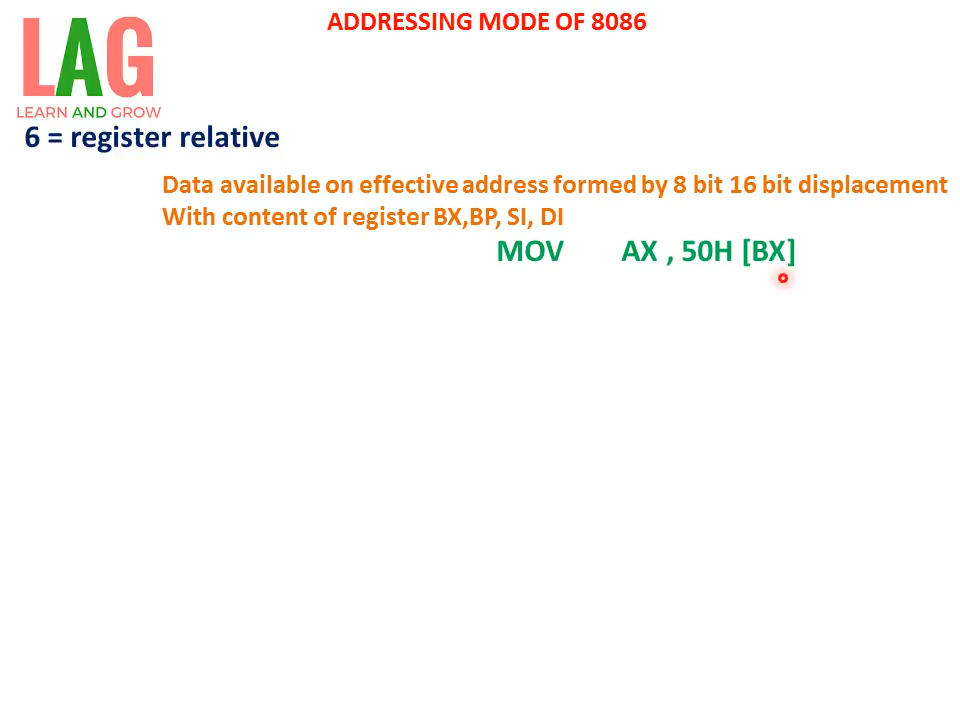 ADDRESSING MODE OF 8086
LAG
LEARN AND GROW
6 = register relative
Data available on effective address formed by 8 bit 16 bit displacement
With content of register BX,BP, SI, DI
MOV AX , 50H [BX]